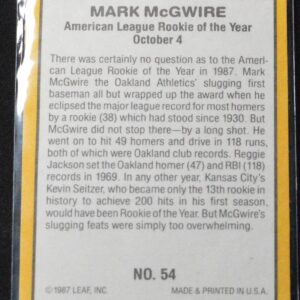 MARK McGWIRE
American League Rookie of the Year
October 4
There was certainly no question as to the Ameri-
can League Rookie of the Year in 1987. Mark
McGwire the Oakland Athletics' slugging first
baseman all but wrapped up the award when he
eclipsed the major league record for most homers
by a rookie (38) which had stood since 1930. But
McGwire did not stop there—by a long shot. He
went on to hit 49 homers and drive in 118 runs,
both of which were Oakland club records. Reggie
Jackson set the Oakland homer (47) and RBI (118)
records in 1969. In any other year, Kansas City's
Kevin Seitzer, who became only the 13th rookie in
history to achieve 200 hits in his first season,
would have been Rookie of the Year. But McGwire's
slugging feats were simply too overwhelming.
NO. 54
©1987 LEAF, INC. MADE & PRINTED IN U.S.A.